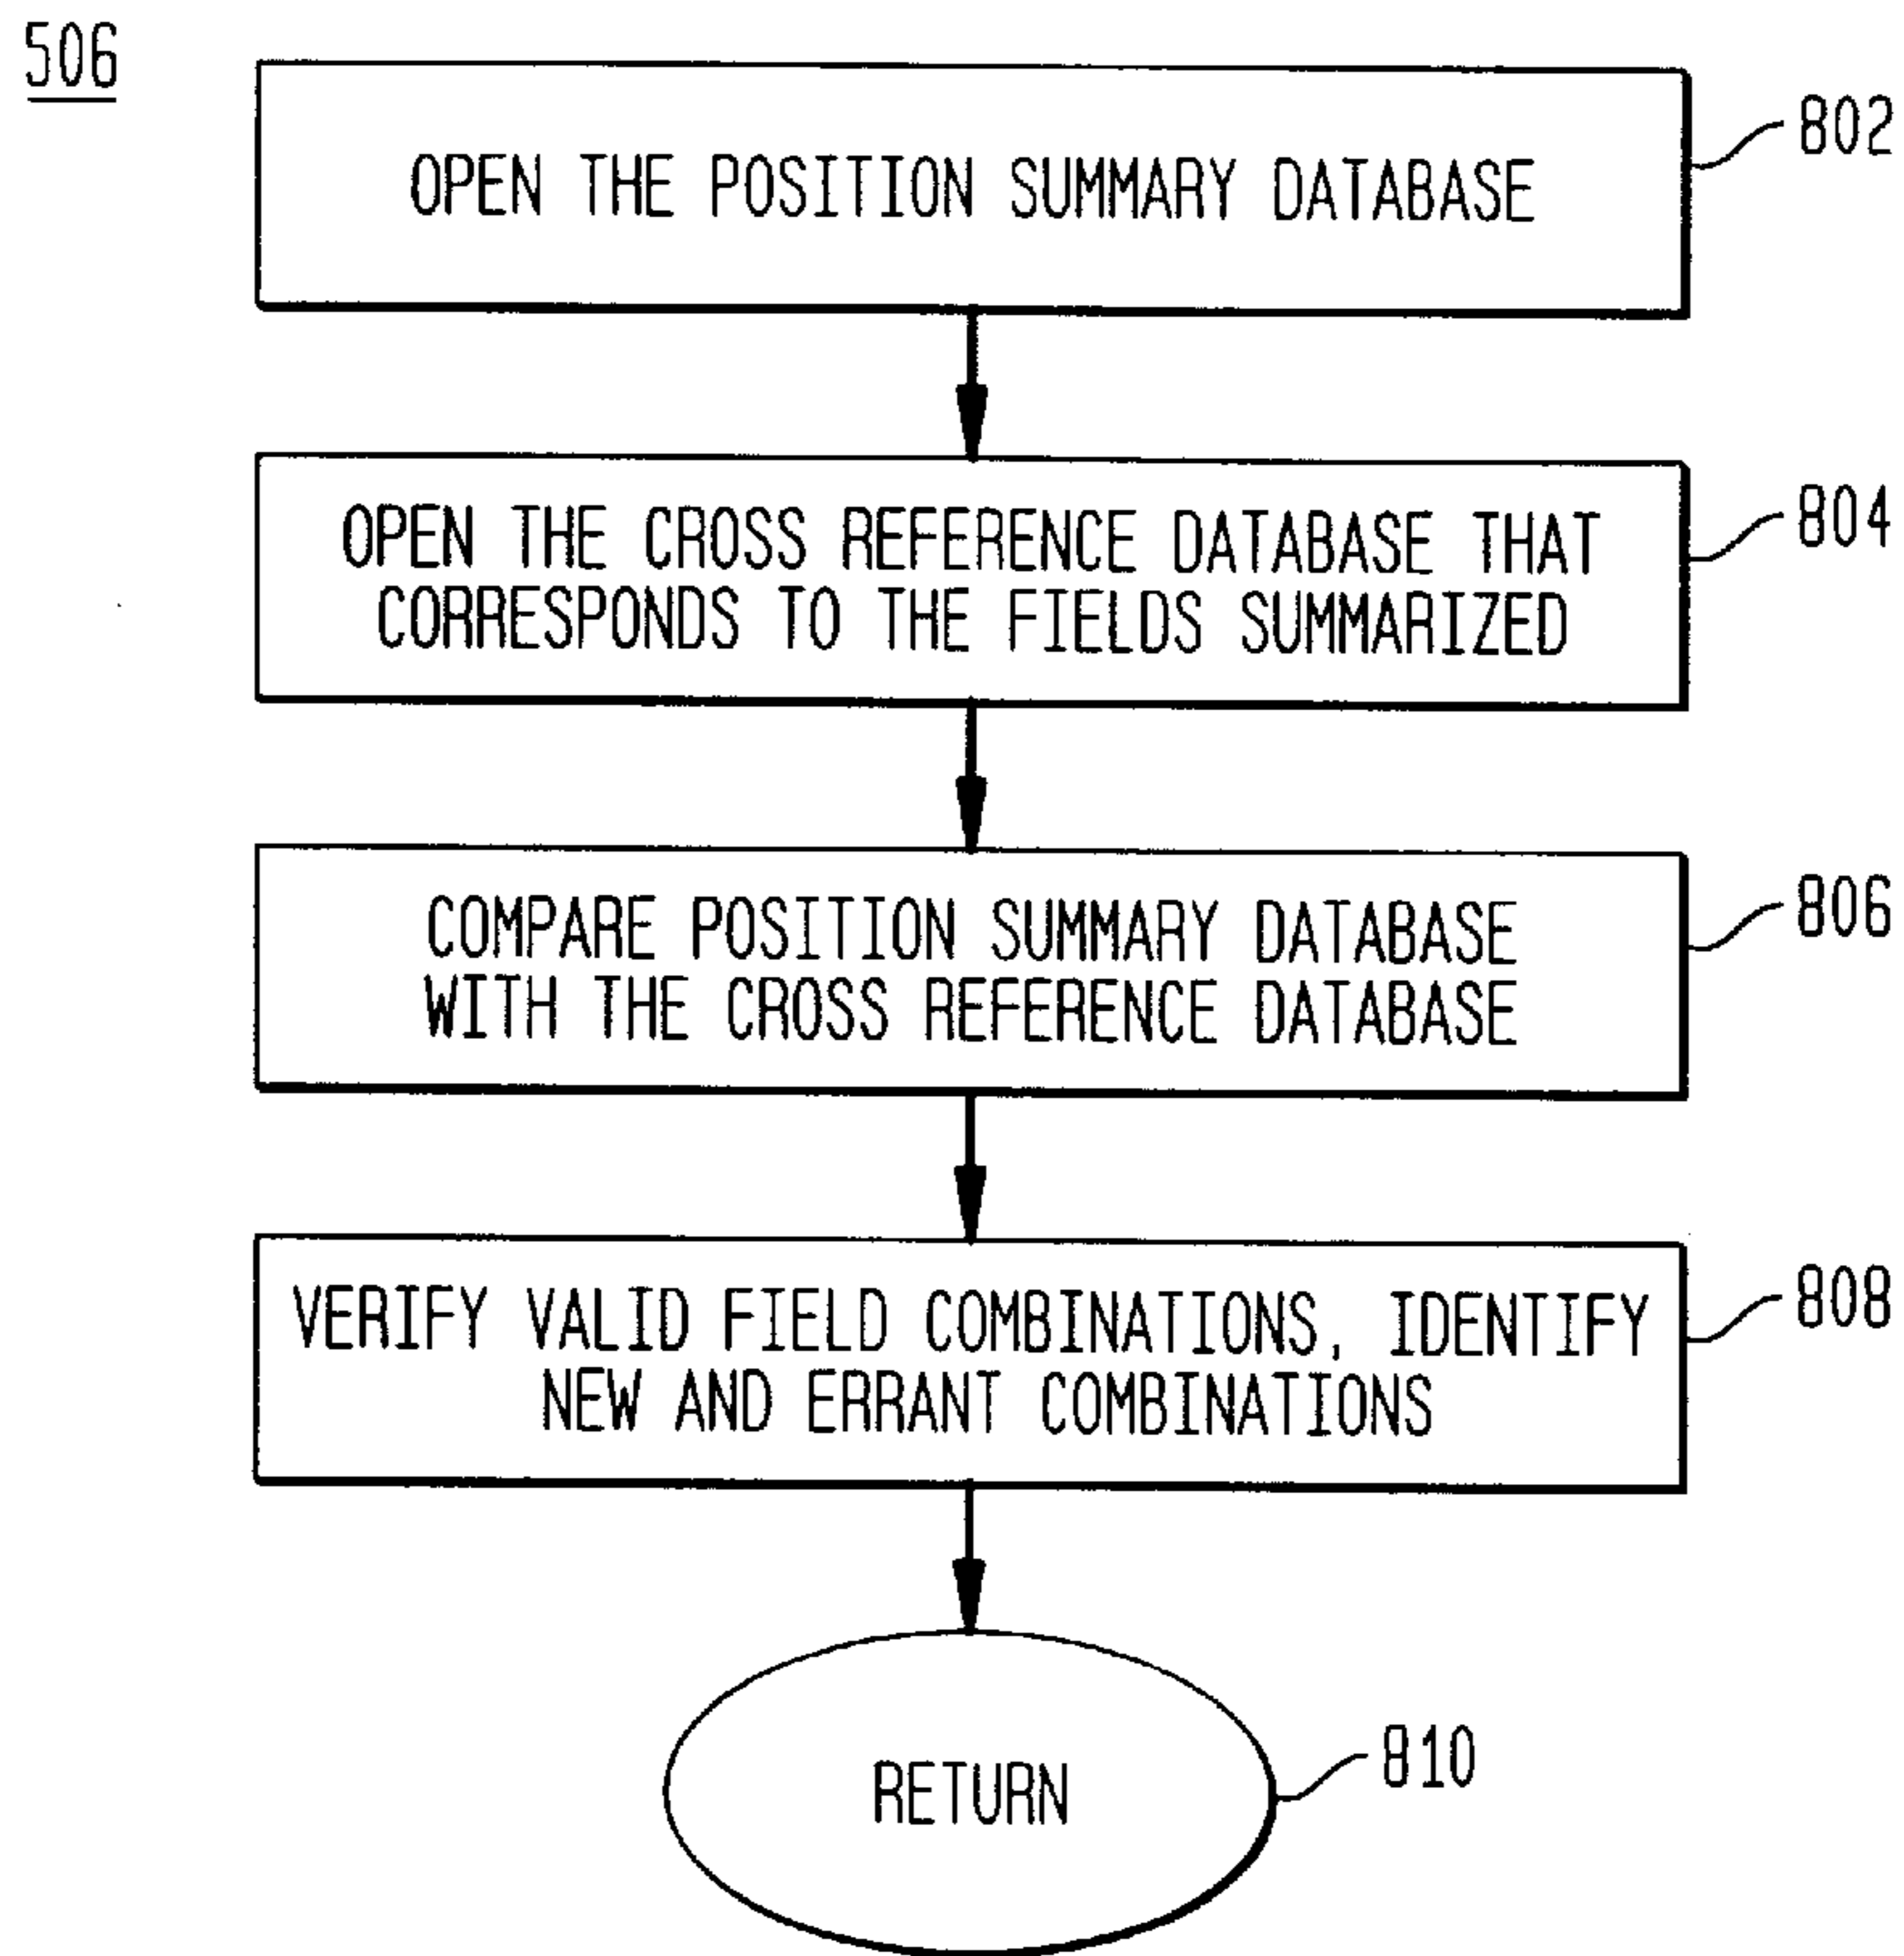 506
OPEN THE POSITION SUMMARY DATABASE
802
OPEN THE CROSS REFERENCE DATABASE THAT
CORRESPONDS TO THE FIELDS SUMMARIZED
804
COMPARE POSITION SUMMARY DATABASE
WITH THE CROSS REFERENCE DATABASE
806
VERIFY VALID FIELD COMBINATIONS, IDENTIFY
NEW AND ERRANT COMBINATIONS
808
RETURN
810